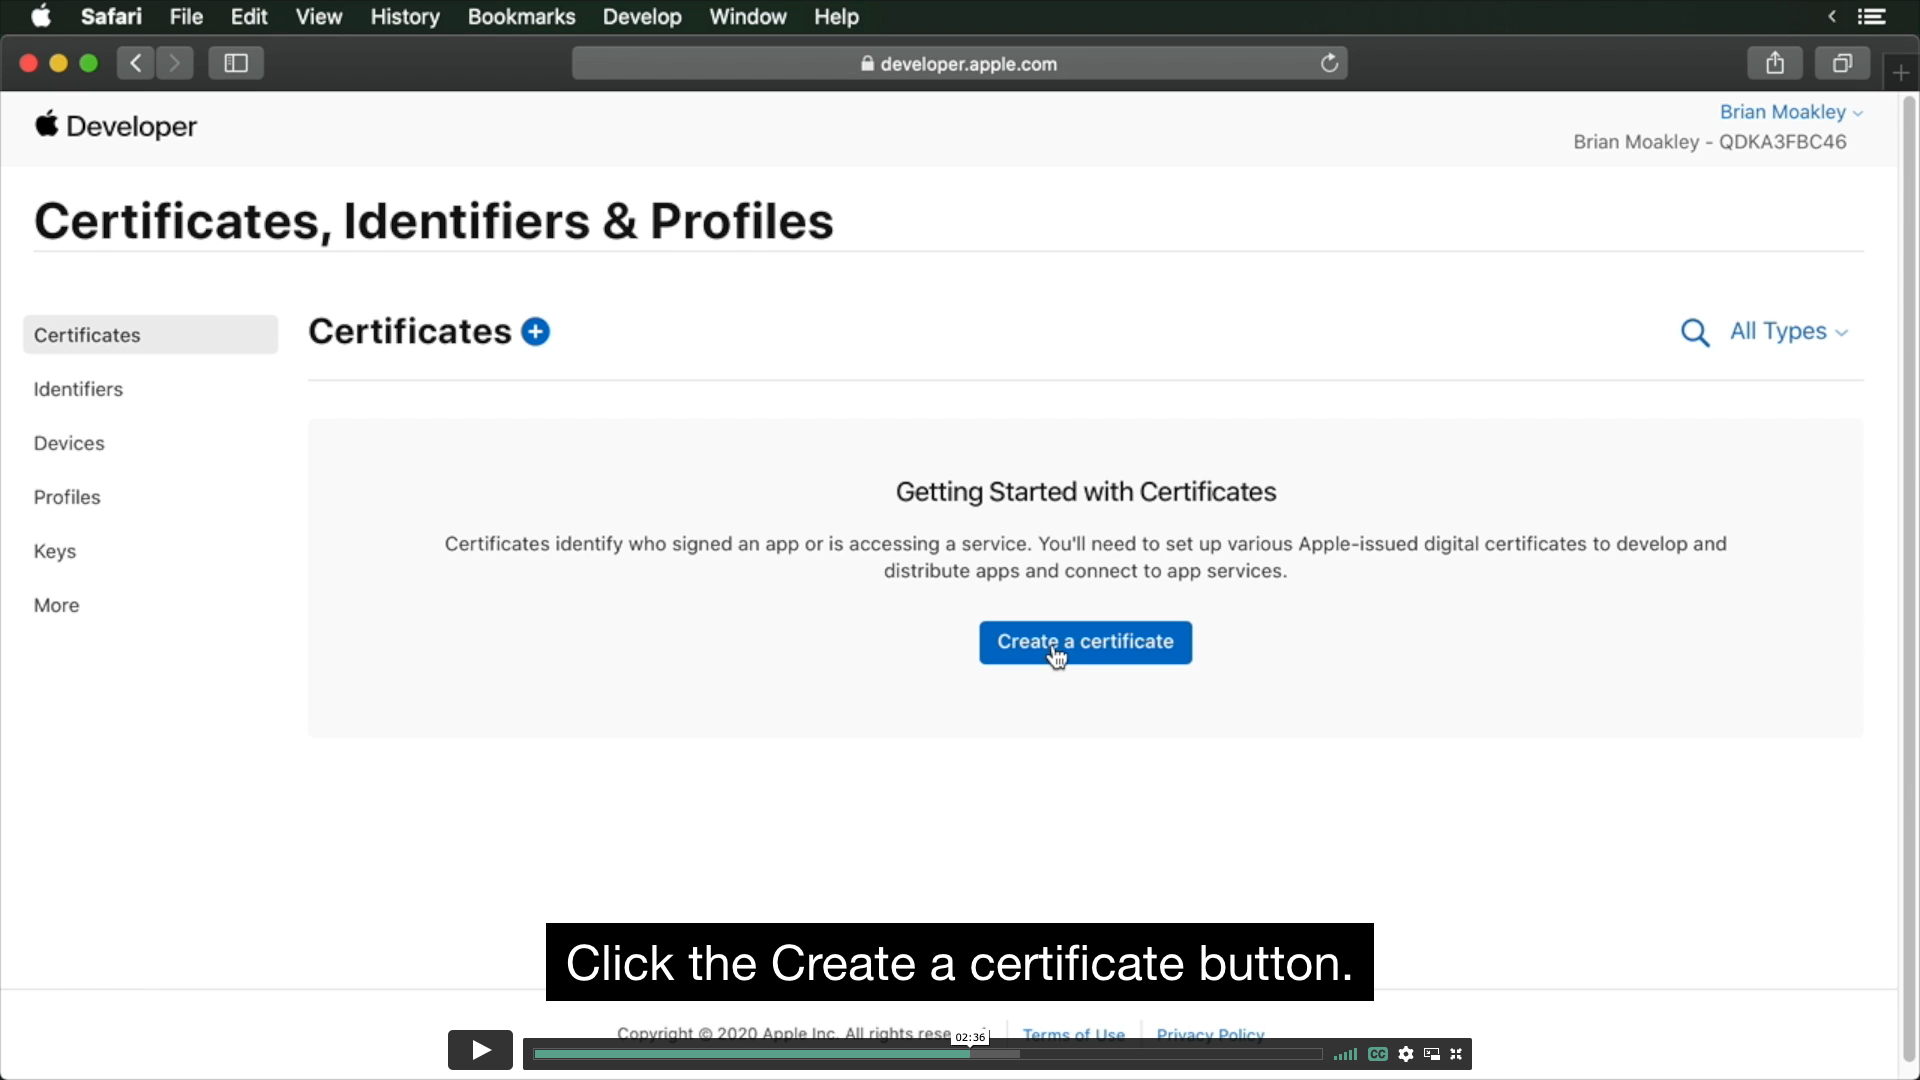 Safari File Edit View History Bookmarks Develop Window Help
developer.apple.com
Developer
Brian Moakley
Brian Moakley - QDKA3FBC46
Certificates, Identifiers & Profiles
Certificates
Identifiers
Devices
Profiles
Keys
More
Certificates
All Types
Getting Started with Certificates
Certificates identify who signed an app or is accessing a service. You'll need to set up various Apple-issued digital certificates to develop and
distribute apps and connect to app services.
Create a certificate
Click the Create a certificate button.
Copyright © 2020 Apple Inc. All rights rese
Terms of Use
Privacy Policy
02:36
CC